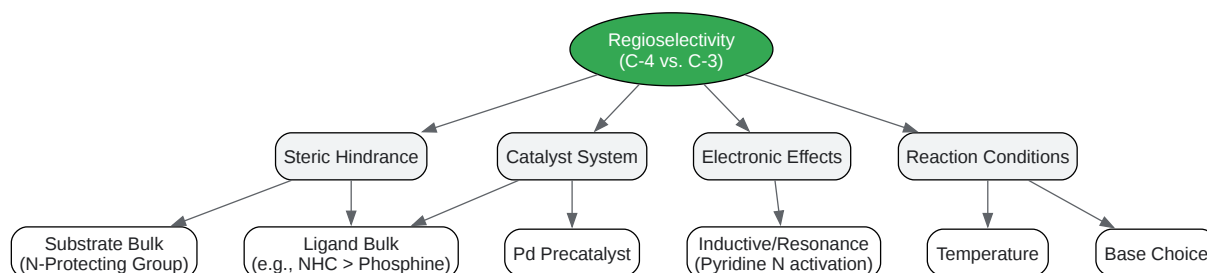 Regioselectivity
(C-4 vs. C-3)
Steric Hindrance
Catalyst System
Electronic Effects
Reaction Conditions
Substrate Bulk
(N-Protecting Group)
Ligand Bulk
(e.g., NHC > Phosphine)
Pd Precatalyst
Inductive/Resonance
(Pyridine N activation)
Temperature
Base Choice